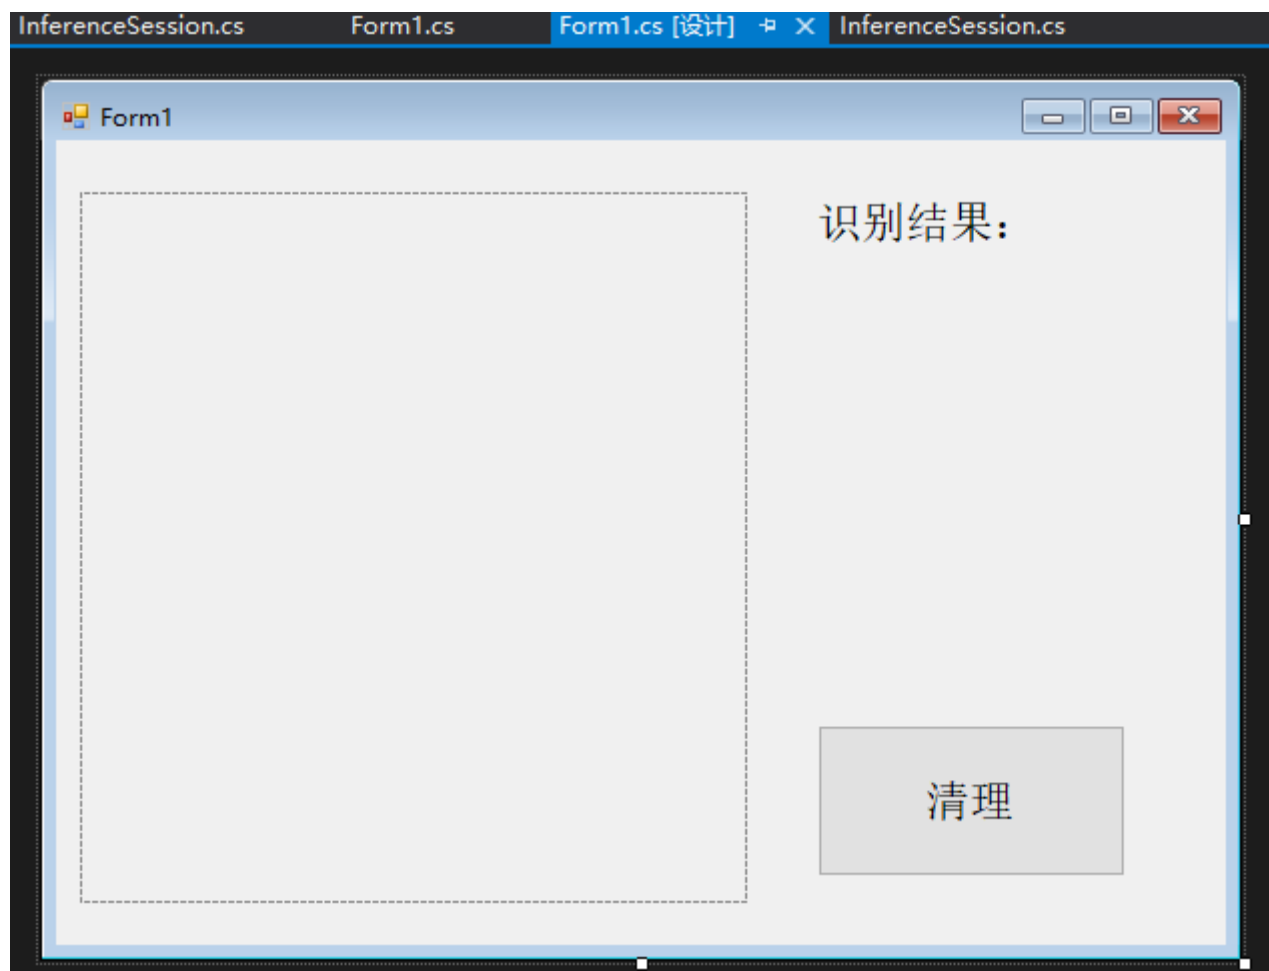 InferenceSession.cs Form1.cs Form1.cs [设计] InferenceSession.cs
Form1
识别结果：
清理